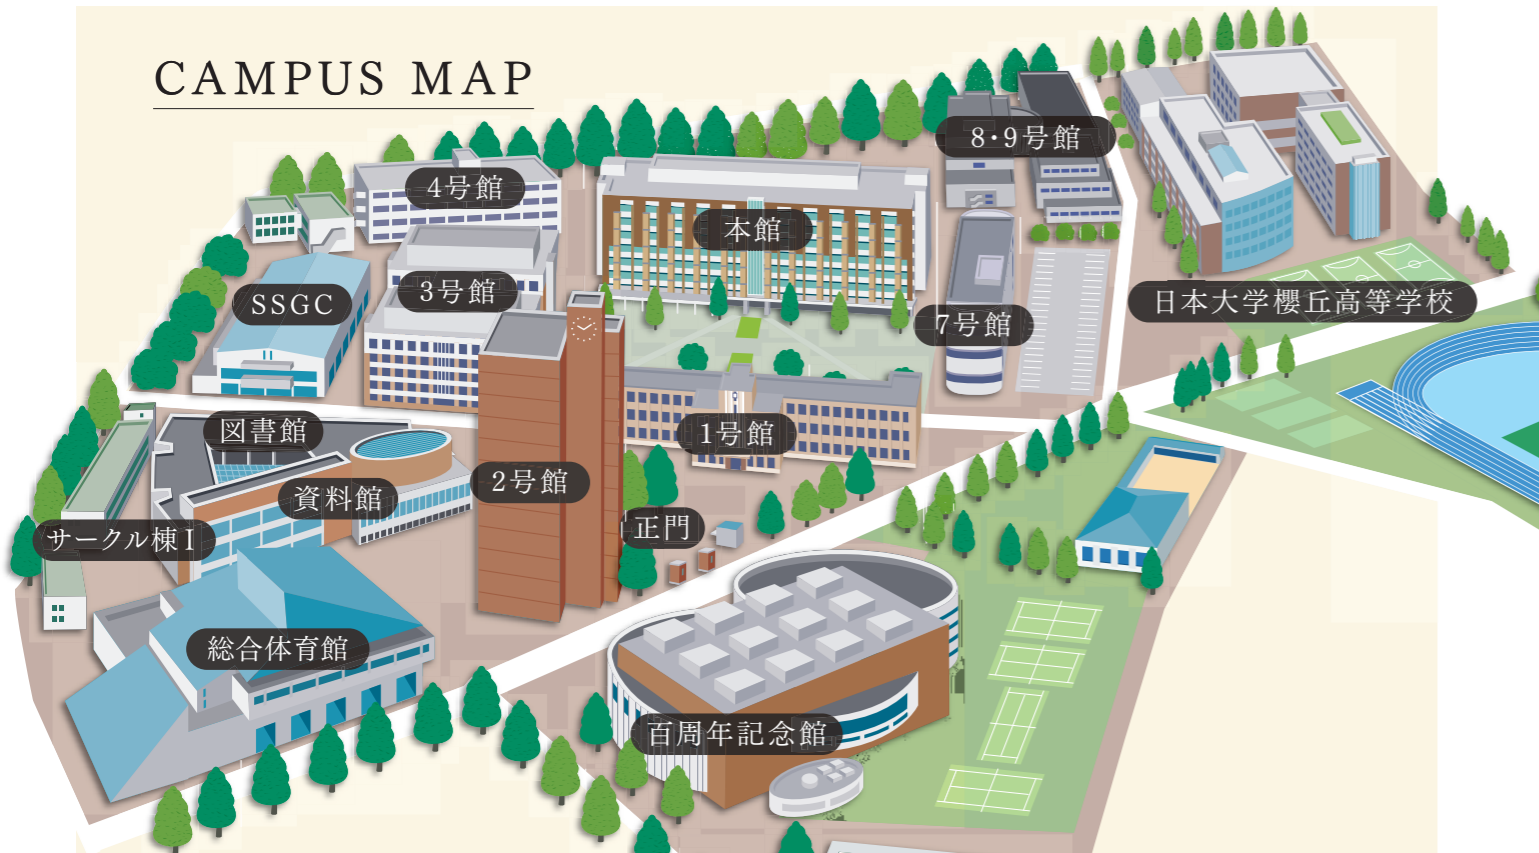 CAMPUS MAP
8・9号館
4号館
本館
3号館
SSGC
7号館
日本大学櫻丘高等学校
図書館
1号館
2号館
資料館
正門
サークル棟I
総合体育館
百周年記念館